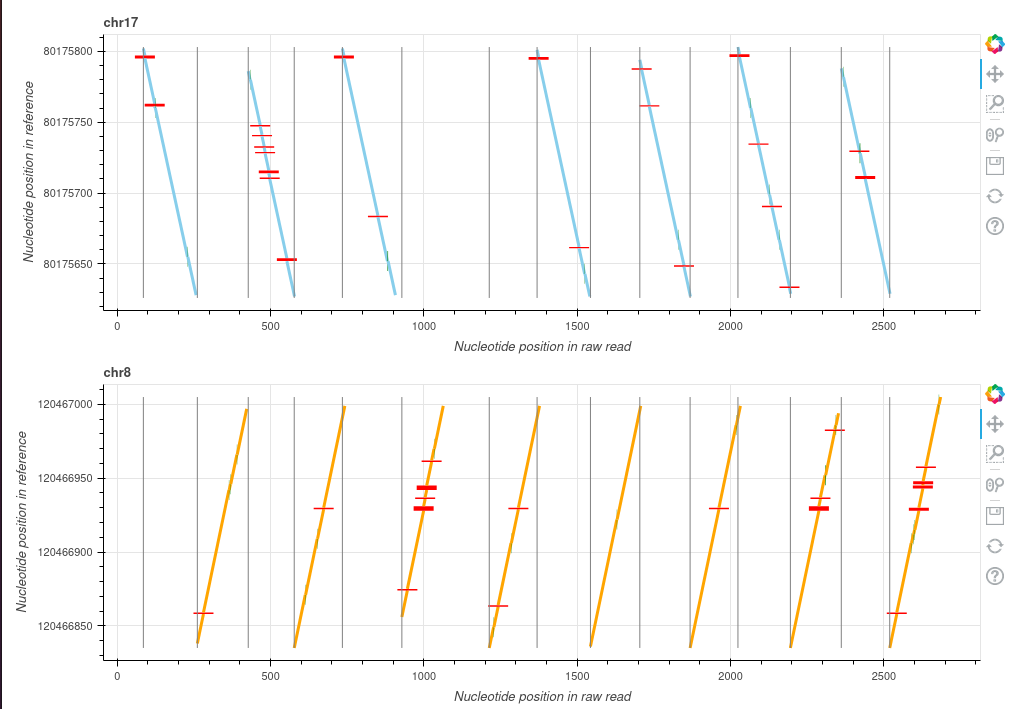 chr17
80175800
80175750
80175700
80175650
Nucleotide position in reference
0 500 1000 1500 2000 2500
Nucleotide position in raw read
chr8
120467000
120466950
120466900
120466850
Nucleotide position in reference
0 500 1000 1500 2000 2500
Nucleotide position in raw read